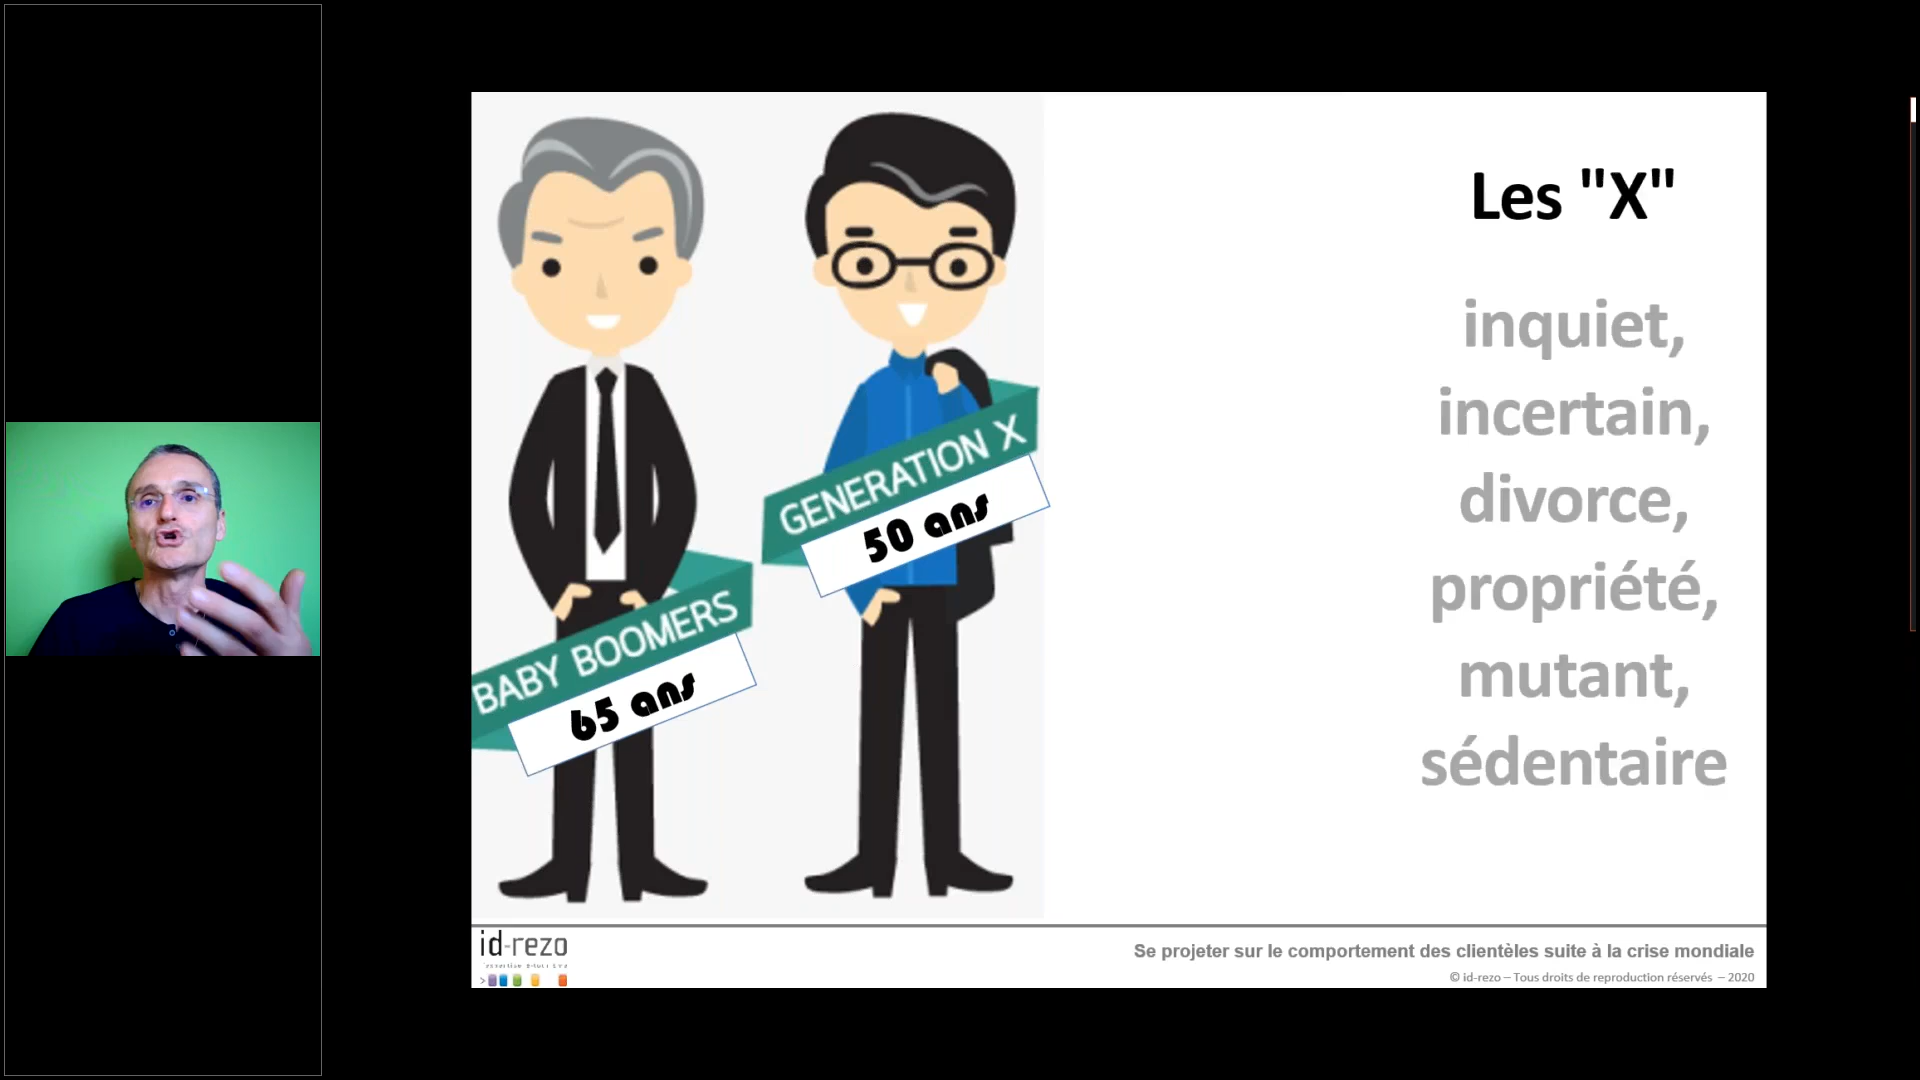 Les "X"
inquiet,
incertain,
divorce,
propriété,
mutant,
sédentaire
GENERATION X
50 ans
BABY BOOMERS
65 ans
id-rezo
Se projeter sur le comportement des clientèles suite à la crise mondiale
© id-rezo – Tous droits de reproduction réservés – 2020